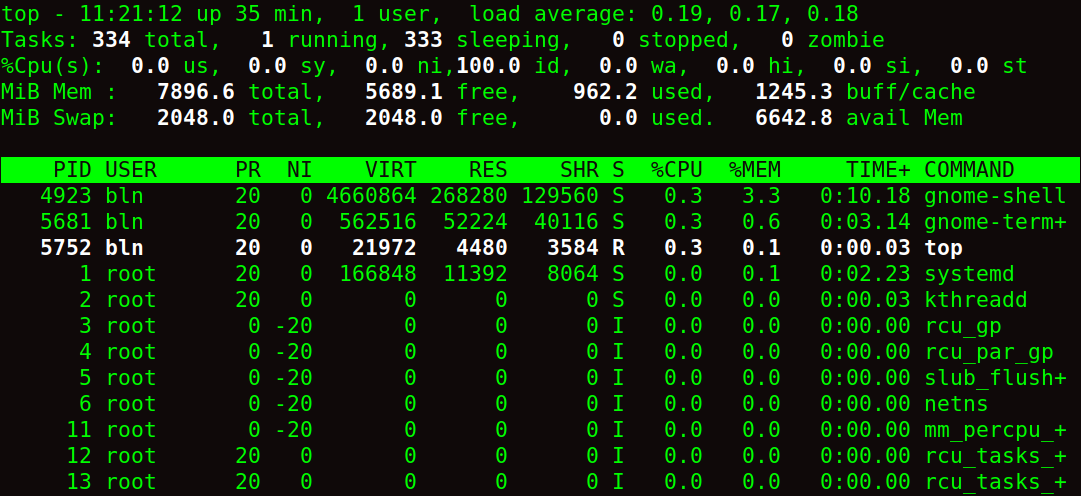 top - 11:21:12 up 35 min,  1 user,  load average: 0.19, 0.17, 0.18
Tasks: 334 total,   1 running, 333 sleeping,   0 stopped,   0 zombie
%Cpu(s):  0.0 us,  0.0 sy,  0.0 ni,100.0 id,  0.0 wa,  0.0 hi,  0.0 si,  0.0 st
MiB Mem :   7896.6 total,   5689.1 free,    962.2 used,   1245.3 buff/cache
MiB Swap:   2048.0 total,   2048.0 free,      0.0 used.   6642.8 avail Mem
    PID USER      PR  NI    VIRT    RES    SHR S  %CPU  %MEM     TIME+ COMMAND
   4923 bln       20   0 4660864 268280 129560 S   0.3   3.3   0:10.18 gnome-shell
   5681 bln       20   0  562516  52224  40116 S   0.3   0.6   0:03.14 gnome-term+
   5752 bln       20   0   21972   4480   3584 R   0.3   0.1   0:00.03 top
      1 root      20   0  166848  11392   8064 S   0.0   0.1   0:02.23 systemd
      2 root      20   0       0      0      0 S   0.0   0.0   0:00.03 kthreadd
      3 root       0 -20       0      0      0 I   0.0   0.0   0:00.00 rcu_gp
      4 root       0 -20       0      0      0 I   0.0   0.0   0:00.00 rcu_par_gp
      5 root       0 -20       0      0      0 I   0.0   0.0   0:00.00 slub_flush+
      6 root       0 -20       0      0      0 I   0.0   0.0   0:00.00 netns
     11 root       0 -20       0      0      0 I   0.0   0.0   0:00.00 mm_percpu_+
     12 root      20   0       0      0      0 I   0.0   0.0   0:00.00 rcu_tasks_+
     13 root      20   0       0      0      0 I   0.0   0.0   0:00.00 rcu_tasks_+